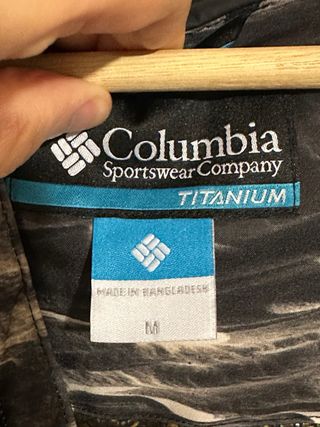 Columbia
Sportswear Company
TITANIUM
MADE IN BANGLADESH
M